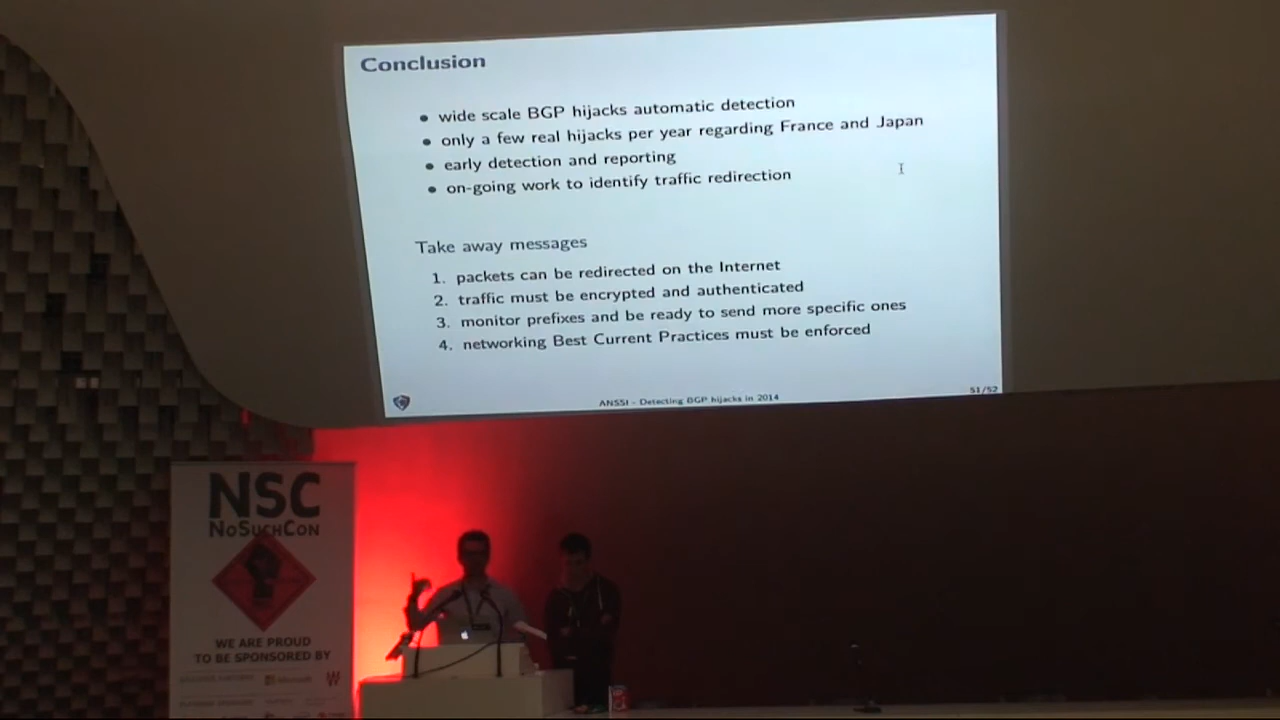 Conclusion
• wide scale BGP hijacks automatic detection
• only a few real hijacks per year regarding France and Japan
• early detection and reporting
• on-going work to identify traffic redirection
Take away messages
1. packets can be redirected on the Internet
2. traffic must be encrypted and authenticated
3. monitor prefixes and be ready to send more specific ones
4. networking Best Current Practices must be enforced
ANSSI - Detecting BGP hijacks in 2014
51/52
NSC
NoSuchCon
WE ARE PROUD
TO BE SPONSORED BY
Microsoft
W